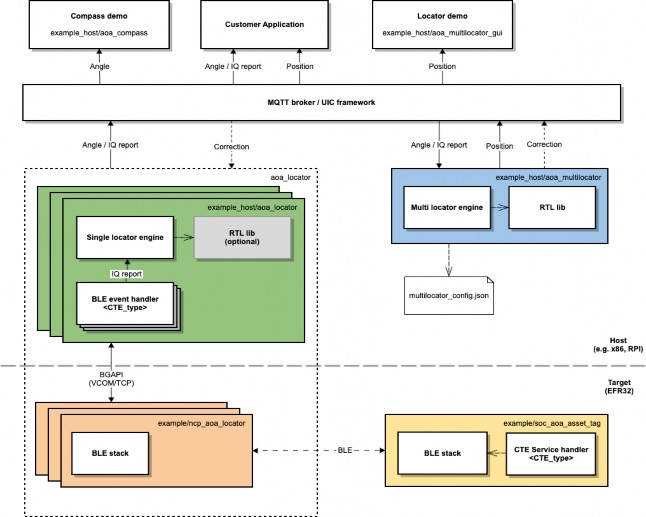 Compass demo
example_host/aoa_compass
Customer Application
Locator demo
example_host/aoa_multilocator_gui
Angle
Angle / IQ report
Position
Position
MQTT broker / UIC framework
Angle / IQ report
Correction
Angle / IQ report
Position
Correction
aoa_locator
example_host/aoa_locator
Single locator engine
RTL lib
(optional)
IQ report
BLE event handler
<CTE_type>
example_host/aoa_multilocator
Multi locator engine
RTL lib
multilocator_config.json
Host
(e.g. x86, RPI)
BGAPI
(VCOM/TCP)
Target
(EFR32)
example/ncp_aoa_locator
BLE stack
BLE
example/soc_aoa_asset_tag
BLE stack
CTE Service handler
<CTE_type>